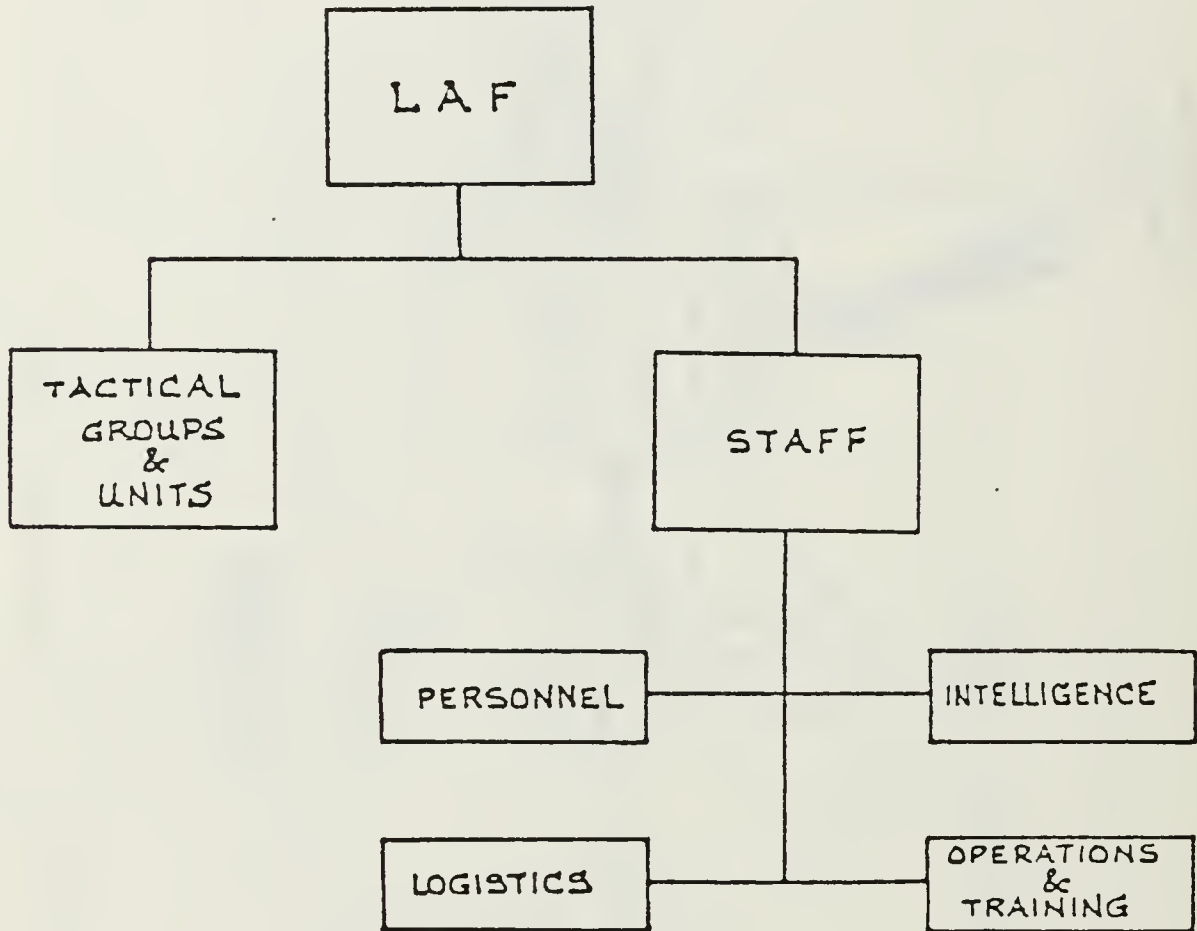 LAF
TACTICAL
GROUPS
&
UNITS
STAFF
PERSONNEL
INTELLIGENCE
LOGISTICS
OPERATIONS
&
TRAINING